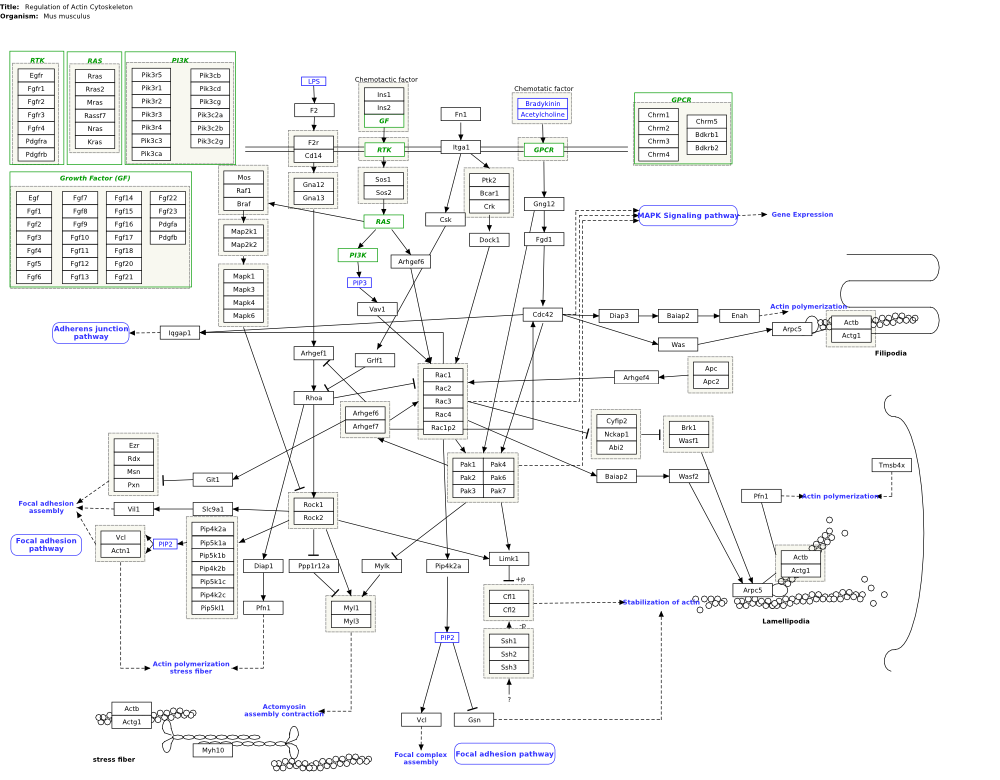 Title: Regulation of Actin Cytoskeleton
Organism: Mus musculus
RTK
Egfr
Fgfr1
Fgfr2
Fgfr3
Fgfr4
Pdgfra
Pdgfrb
RAS
Rras
Rras2
Mras
Rassf7
Nras
Kras
PI3K
Pik3r5
Pik3r1
Pik3r2
Pik3r3
Pik3r4
Pik3c3
Pik3ca
Pik3cb
Pik3cd
Pik3cg
Pik3c2a
Pik3c2b
Pik3c2g
Growth Factor (GF)
Egf
Fgf1
Fgf2
Fgf3
Fgf4
Fgf5
Fgf6
Fgf7
Fgf8
Fgf9
Fgf10
Fgf11
Fgf12
Fgf13
Fgf14
Fgf15
Fgf16
Fgf17
Fgf18
Fgf20
Fgf21
Fgf22
Fgf23
Pdgfa
Pdgfb
LPS
F2
F2r
Cd14
Gna12
Gna13
Chemotactic factor
Ins1
Ins2
GF
RTK
Sos1
Sos2
RAS
PI3K
PIP3
Vav1
Arhgef6
Fn1
Itga1
Csk
Ptk2
Bcar1
Crk
Dock1
Chemotatic factor
Bradykinin
Acetylcholine
GPCR
Gng12
Fgd1
Cdc42
GPCR
Chrm1
Chrm2
Chrm3
Chrm4
Chrm5
Bdkrb1
Bdkrb2
Mos
Raf1
Braf
Map2k1
Map2k2
Mapk1
Mapk3
Mapk4
Mapk6
MAPK Signaling pathway
Gene Expression
Adherens junction
pathway
Iqgap1
Diap3
Baiap2
Enah
Was
Actin polymerization
Arpc5
Actb
Actg1
Filipodia
Arhgef1
Grlf1
Rhoa
Rac1
Rac2
Rac3
Rac4
Rac1p2
Arhgef4
Apc
Apc2
Arhgef6
Arhgef7
Cyfip2
Nckap1
Abi2
Brk1
Wasf1
Baiap2
Wasf2
Pak1
Pak2
Pak3
Pak4
Pak6
Pak7
Ezr
Rdx
Msn
Pxn
Git1
Focal adhesion
assembly
Vil1
Slc9a1
Rock1
Rock2
Focal adhesion
pathway
Vcl
Actn1
PIP2
Pip4k2a
Pip5k1a
Pip5k1b
Pip4k2b
Pip5k1c
Pip4k2c
Pip5kl1
Diap1
Pfn1
Ppp1r12a
Mylk
Myl1
Myl3
Pip4k2a
Limk1
+p
Cfl1
Cfl2
-p
Ssh1
Ssh2
Ssh3
?
PIP2
Vcl
Gsn
Stabilization of actin
Tmsb4x
Pfn1
Actin polymerization
Actb
Actg1
Arpc5
Lamellipodia
Actin polymerization
stress fiber
Actomyosin
assembly contraction
Actb
Actg1
Myh10
stress fiber
Focal complex
assembly
Focal adhesion pathway